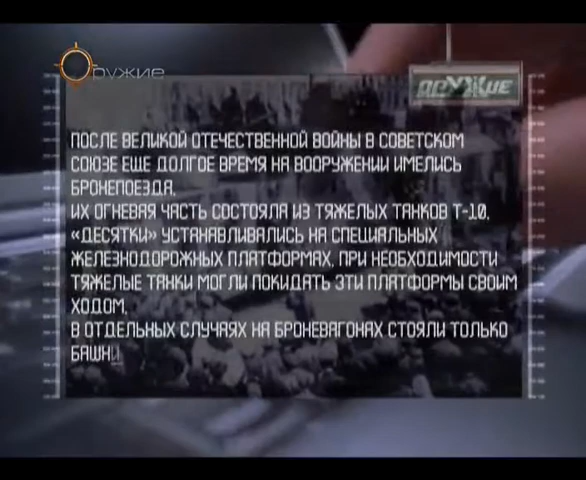 Оружие
ОРУЖИЕ
ПОСЛЕ ВЕЛИКОЙ ОТЕЧЕСТВЕННОЙ ВОЙНЫ В СОВЕТСКОМ
СОЮЗЕ ЕЩЕ ДОЛГОЕ ВРЕМЯ НА ВООРУЖЕНИИ ИМЕЛИСЬ
БРОНЕПОЕЗДА.
ИХ ОГНЕВАЯ ЧАСТЬ СОСТОЯЛА ИЗ ТЯЖЕЛЫХ ТАНКОВ Т-10.
«ДЕСЯТКИ» УСТАНАВЛИВАЛИСЬ НА СПЕЦИАЛЬНЫХ
ЖЕЛЕЗНОДОРОЖНЫХ ПЛАТФОРМАХ. ПРИ НЕОБХОДИМОСТИ
ТЯЖЕЛЫЕ ТАНКИ МОГЛИ ПОКИДАТЬ ЭТИ ПЛАТФОРМЫ СВОИМ
ХОДОМ.
В ОТДЕЛЬНЫХ СЛУЧАЯХ НА БРОНЕВАГОНАХ СТОЯЛИ ТОЛЬКО
БАШНИ